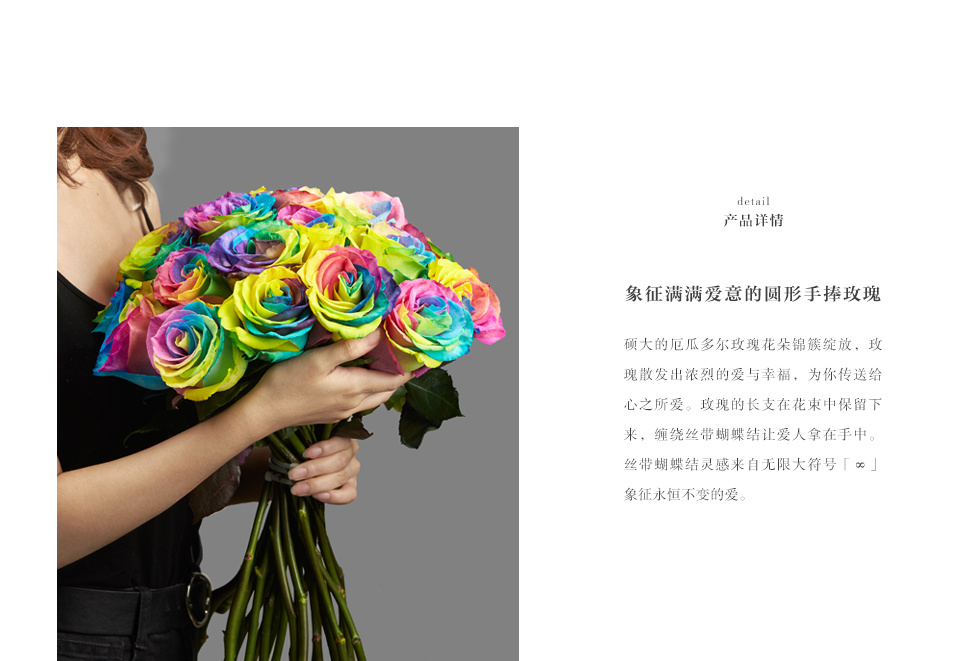 detail
产品详情
象征满满爱意的圆形手捧玫瑰
硕大的厄瓜多尔玫瑰花朵锦簇绽放，玫
瑰散发出浓烈的爱与幸福，为你传送给
心之所爱。玫瑰的长支在花束中保留下
来，缠绕丝带蝴蝶结让爱人拿在手中。
丝带蝴蝶结灵感来自无限大符号「∞」
象征永恒不变的爱。